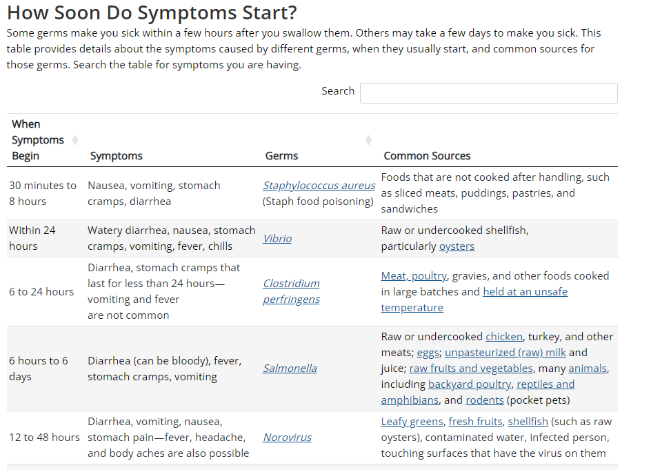 How Soon Do Symptoms Start?
Some germs make you sick within a few hours after you swallow them. Others may take a few days to make you sick. This
table provides details about the symptoms caused by different germs, when they usually start, and common sources for
those germs. Search the table for symptoms you are having.
Search
When
Symptoms
Begin
Symptoms
Germs
Common Sources
30 minutes to
8 hours
Nausea, vomiting, stomach
cramps, diarrhea
Staphylococcus aureus
(Staph food poisoning)
Foods that are not cooked after handling, such
as sliced meats, puddings, pastries, and
sandwiches
Within 24
hours
Watery diarrhea, nausea, stomach
cramps, vomiting, fever, chills
Vibrio
Raw or undercooked shellfish,
particularly oysters
6 to 24 hours
Diarrhea, stomach cramps that
last for less than 24 hours—
vomiting and fever
are not common
Clostridium
perfringens
Meat, poultry, gravies, and other foods cooked
in large batches and held at an unsafe
temperature
6 hours to 6
days
Diarrhea (can be bloody), fever,
stomach cramps, vomiting
Salmonella
Raw or undercooked chicken, turkey, and other
meats; eggs; unpasteurized (raw) milk and
juice; raw fruits and vegetables, many animals,
including backyard poultry, reptiles and
amphibians, and rodents (pocket pets)
12 to 48 hours
Diarrhea, vomiting, nausea,
stomach pain—fever, headache,
and body aches are also possible
Norovirus
Leafy greens, fresh fruits, shellfish (such as raw
oysters), contaminated water, infected person,
touching surfaces that have the virus on them